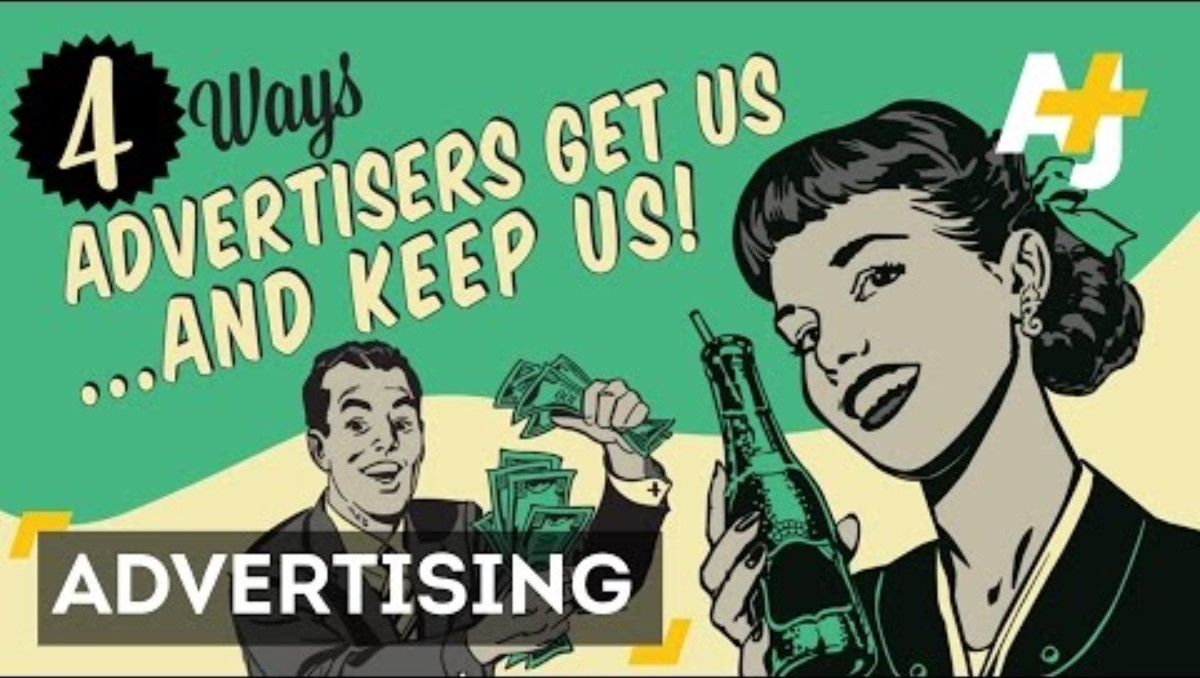 4 Ways
ADVERTISERS GET US
...AND KEEP US!
AJ+
ADVERTISING